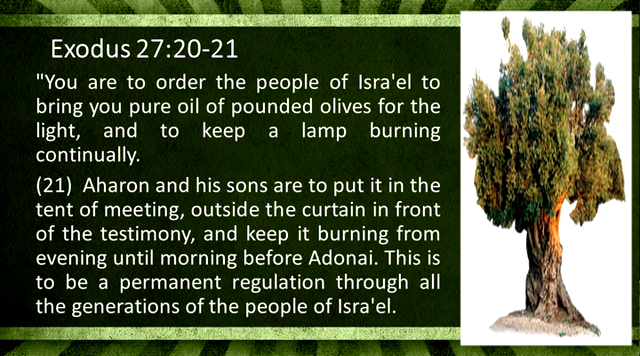 Exodus 27:20-21
"You are to order the people of Isra'el to
bring you pure oil of pounded olives for the
light, and to keep a lamp burning
continually.
(21) Aharon and his sons are to put it in the
tent of meeting, outside the curtain in front
of the testimony, and keep it burning from
evening until morning before Adonai. This is
to be a permanent regulation through all
the generations of the people of Isra'el.